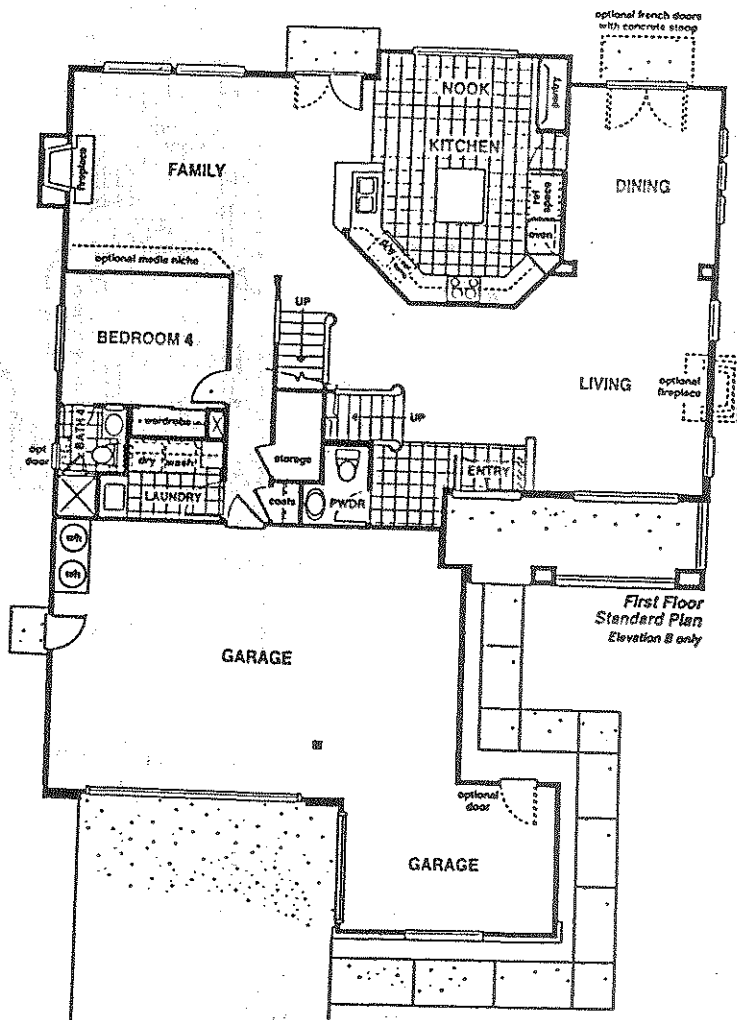 optional french doors
with concrete stoop
NOOK
pantry
KITCHEN
FAMILY
fireplace
DINING
ref
space
oven
optional media niche
UP
BEDROOM 4
LIVING
optional
fireplace
UP
wardrobe
BATH 4
opt
door
dry
wash
storage
ENTRY
LAUNDRY
coats
PWDR
wh
wh
First Floor
Standard Plan
Elevation B only
GARAGE
optional
door
GARAGE